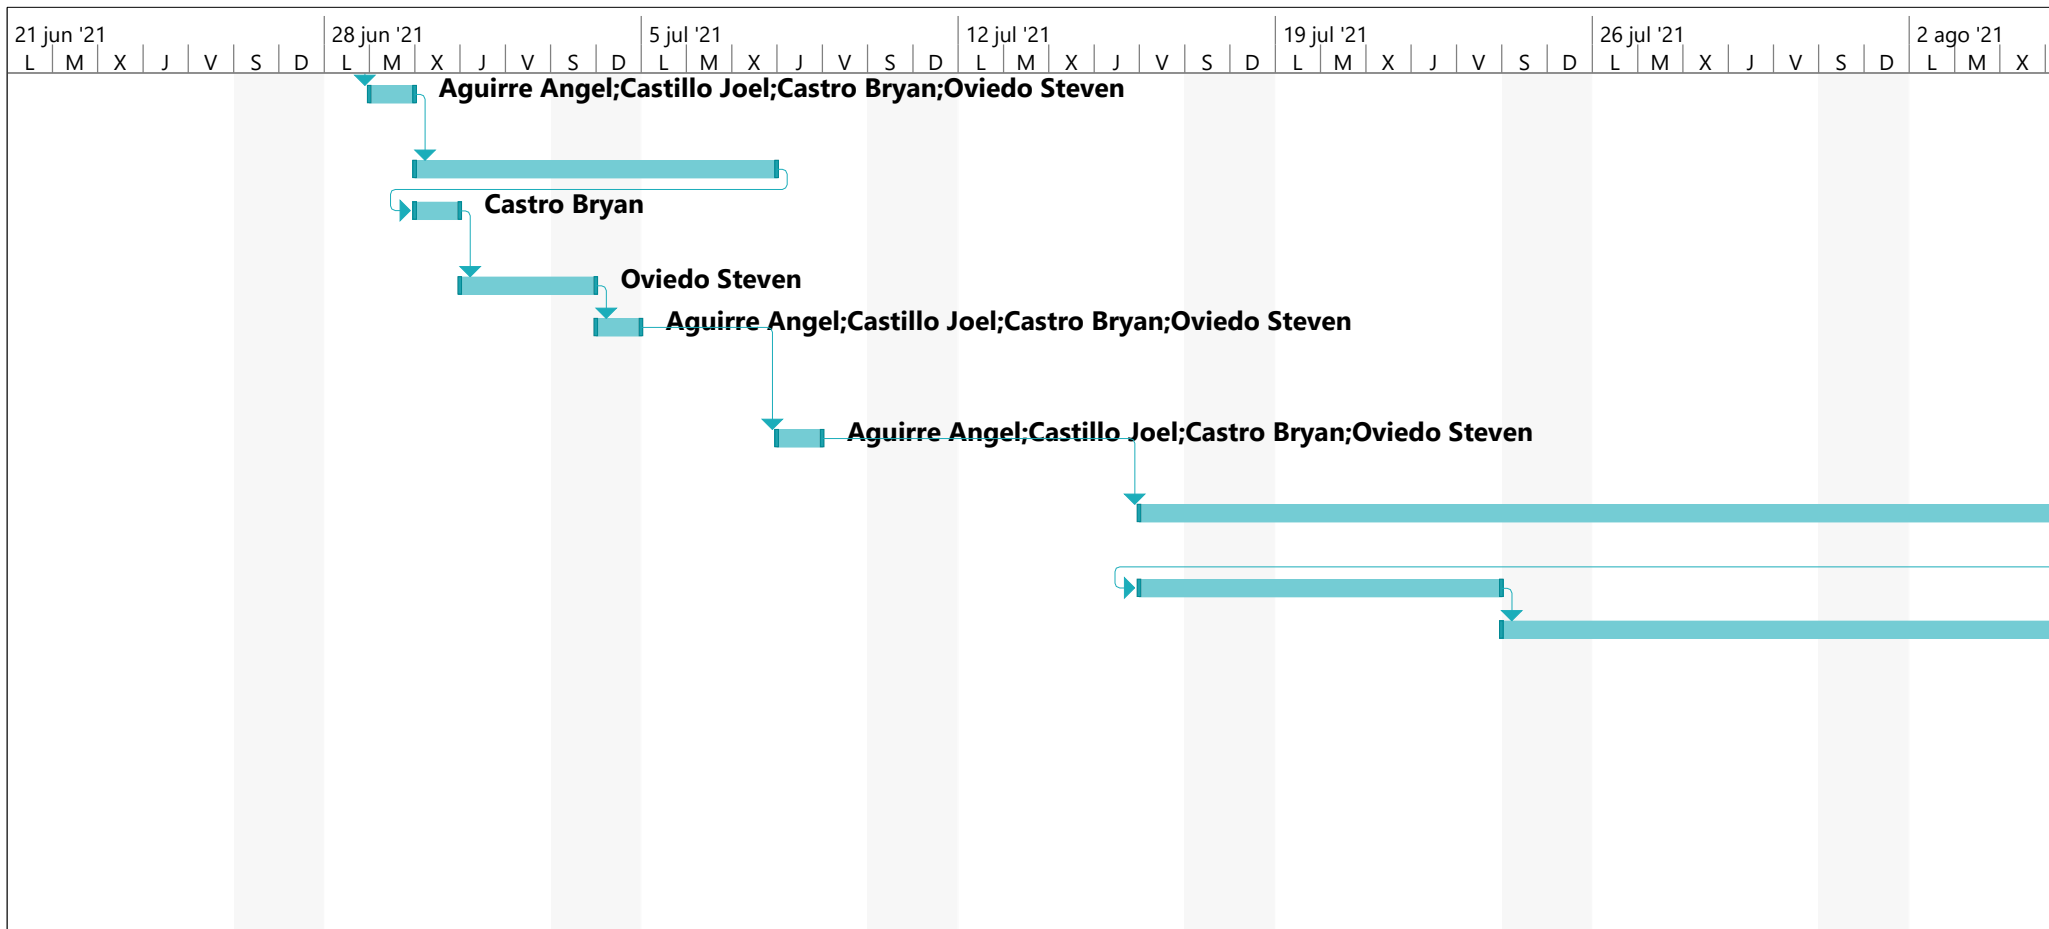 21 jun '21 28 jun '21 5 jul '21 12 jul '21 19 jul '21 26 jul '21 2 ago '21
L M X J V S D L M X J V S D L M X J V S D L M X J V S D L M X J V S D L M X J V S D L M X
Aguirre Angel;Castillo Joel;Castro Bryan;Oviedo Steven
Castro Bryan
Oviedo Steven
Aguirre Angel;Castillo Joel;Castro Bryan;Oviedo Steven
Aguirre Angel;Castillo Joel;Castro Bryan;Oviedo Steven